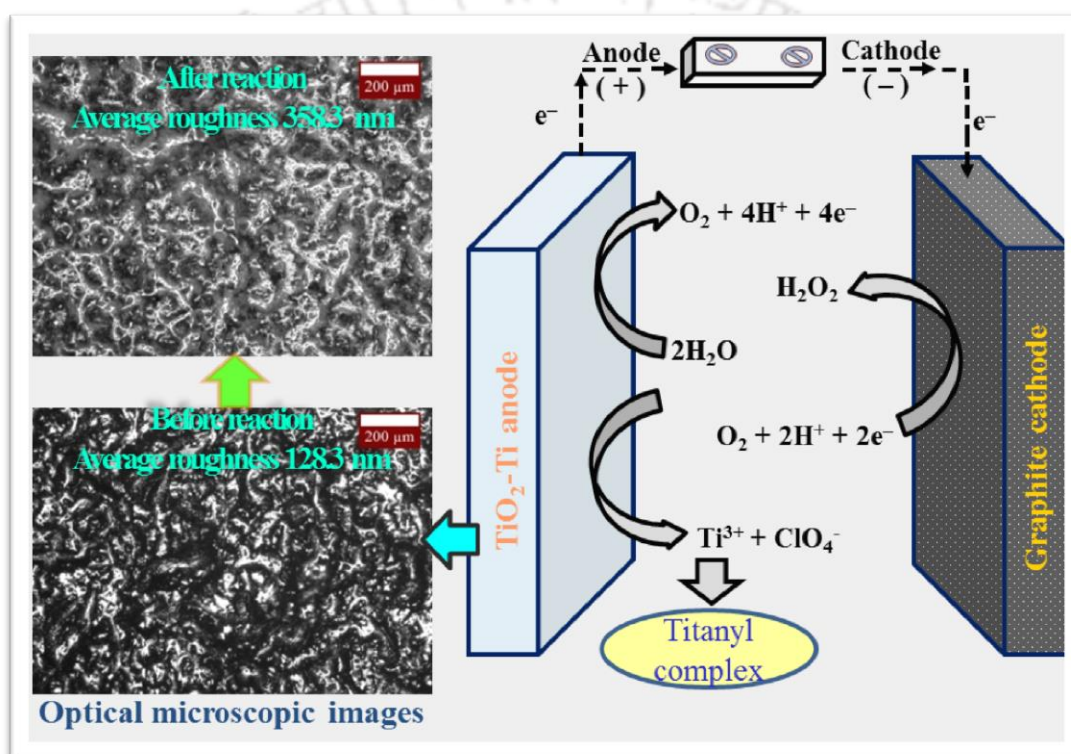 After reaction
Average roughness 358.3 nm
200 µm
Before reaction
Average roughness 128.3 nm
200 µm
Optical microscopic images
Anode
( + )
Cathode
( − )
e⁻
e⁻
TiO₂-Ti anode
O₂ + 4H⁺ + 4e⁻
2H₂O
H₂O₂
O₂ + 2H⁺ + 2e⁻
Ti³⁺ + ClO₄⁻
Titanyl
complex
Graphite cathode